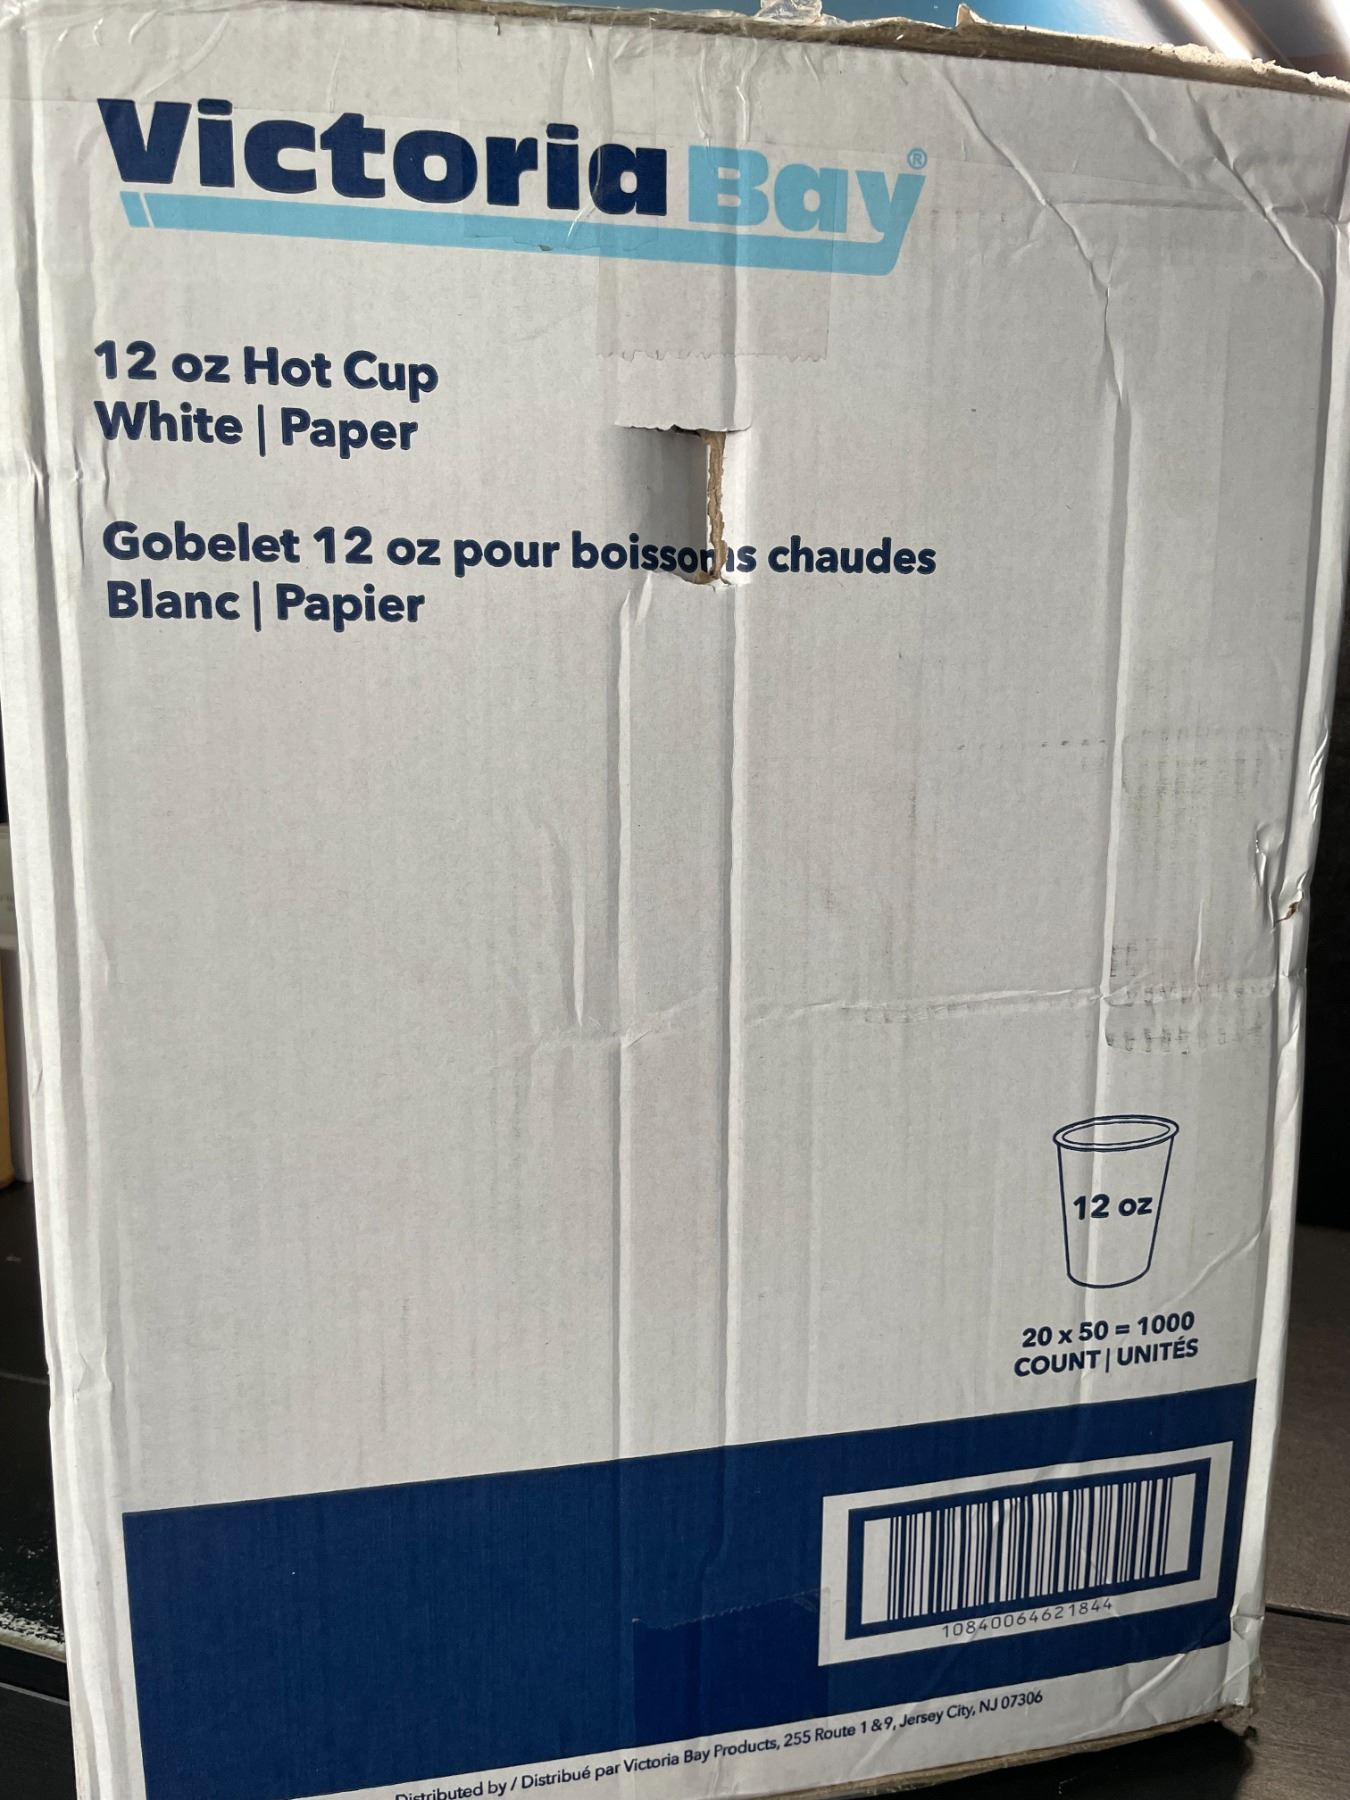 Victoria Bay®
12 oz Hot Cup
White | Paper
Gobelet 12 oz pour boissons chaudes
Blanc | Papier
12 oz
20 x 50 = 1000
COUNT | UNITÉS
10840064621844
Distributed by / Distribué par Victoria Bay Products, 255 Route 1 & 9, Jersey City, NJ 07306